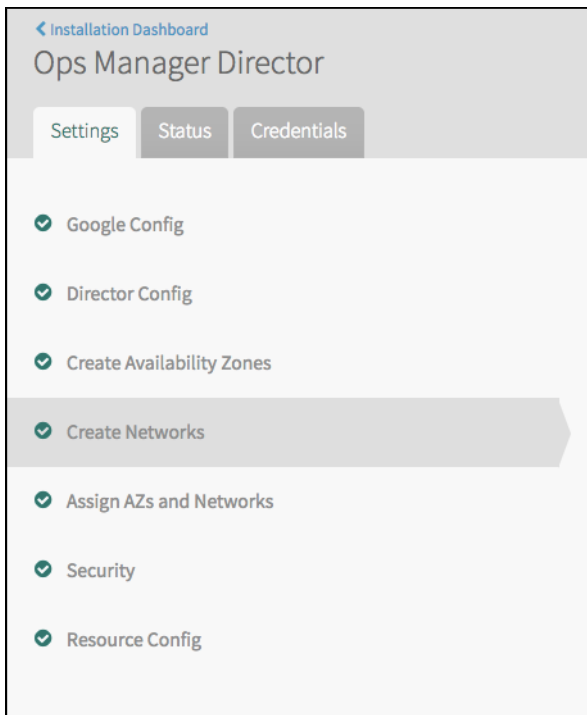 Installation Dashboard
Ops Manager Director
Settings Status Credentials
Google Config
Director Config
Create Availability Zones
Create Networks
Assign AZs and Networks
Security
Resource Config